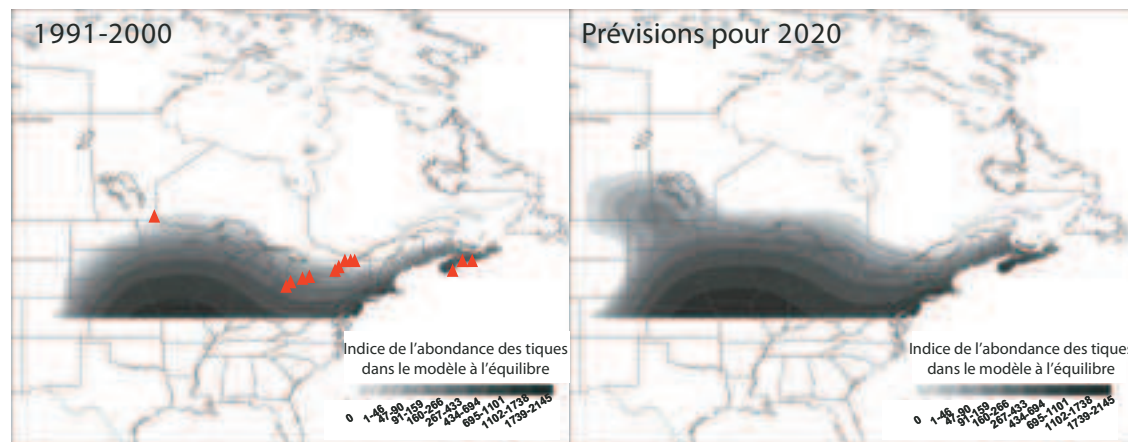 1991-2000
Prévisions pour 2020
Indice de l'abondance des tiques
dans le modèle à l'équilibre
0 1-46 47-90 91-159 160-266 267-433 434-694 695-1101 1102-1738 1739-2145
Indice de l'abondance des tiques
dans le modèle à l'équilibre
0 1-46 47-90 91-159 160-266 267-433 434-694 695-1101 1102-1738 1739-2145